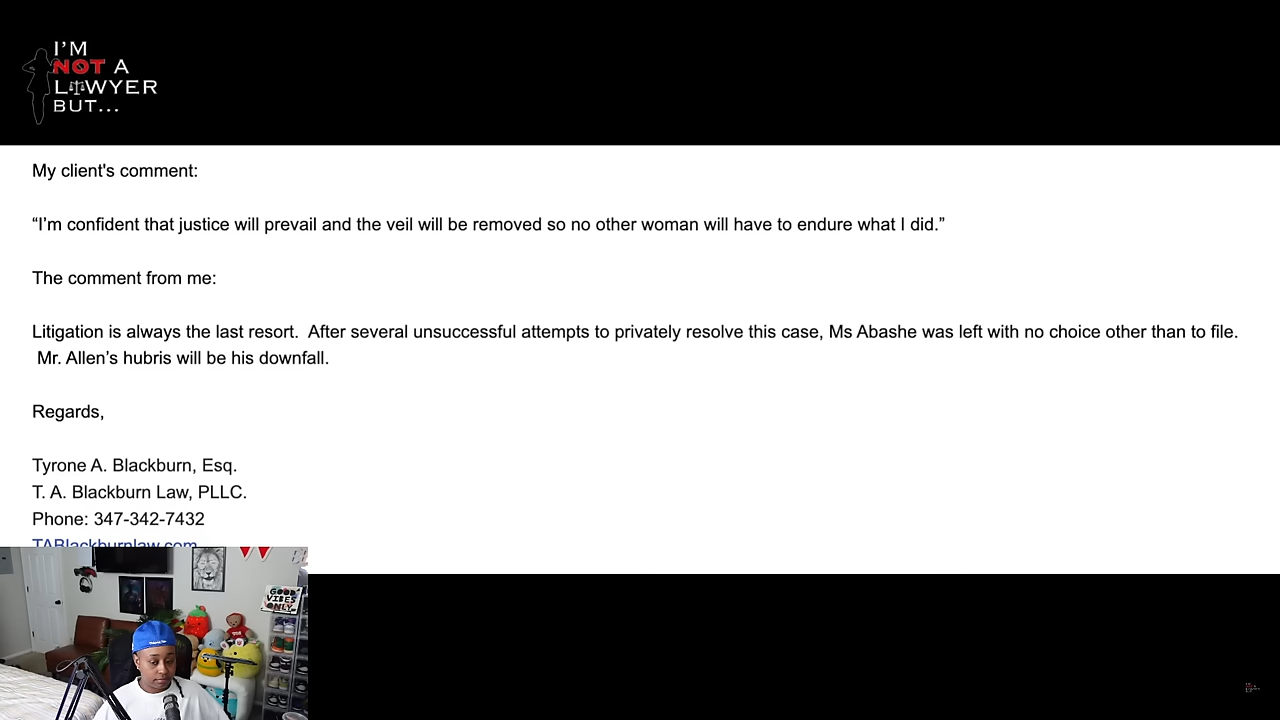 I'M
NOT A
LAWYER
BUT...
My client's comment:
“I’m confident that justice will prevail and the veil will be removed so no other woman will have to endure what I did.”
The comment from me:
Litigation is always the last resort.  After several unsuccessful attempts to privately resolve this case, Ms Abashe was left with no choice other than to file.
Mr. Allen’s hubris will be his downfall.
Regards,
Tyrone A. Blackburn, Esq.
T. A. Blackburn Law, PLLC.
Phone: 347-342-7432
TABlackburnlaw.com
GOOD
VIBES
ONLY